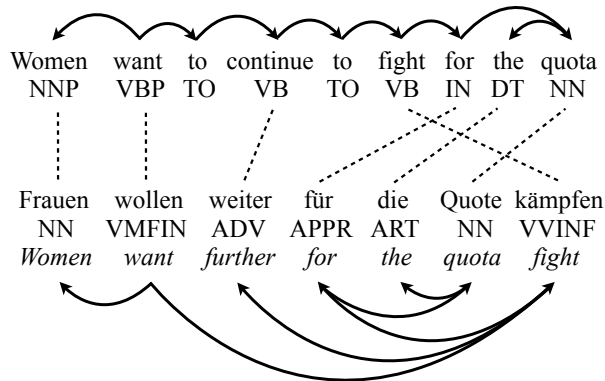 Women want to continue to fight for the quota
NNP VBP TO VB TO VB IN DT NN
Frauen wollen weiter für die Quote kämpfen
NN VMFIN ADV APPR ART NN VVINF
Women want further for the quota fight